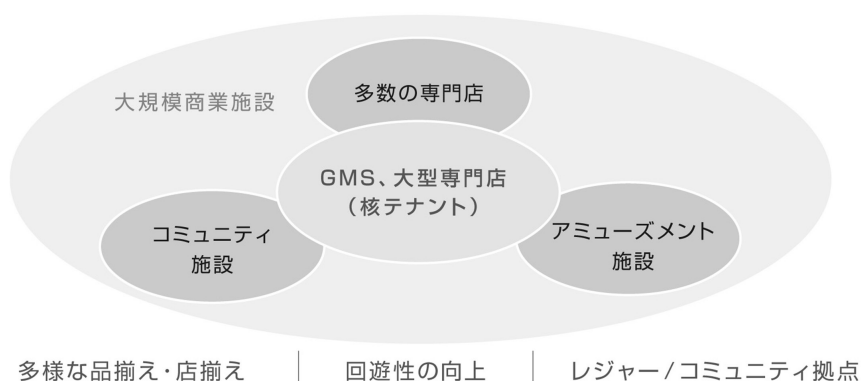 大規模商業施設
多数の専門店
GMS、大型専門店
（核テナント）
コミュニティ
施設
アミューズメント
施設
多様な品揃え・店揃え
回遊性の向上
レジャー/コミュニティ拠点